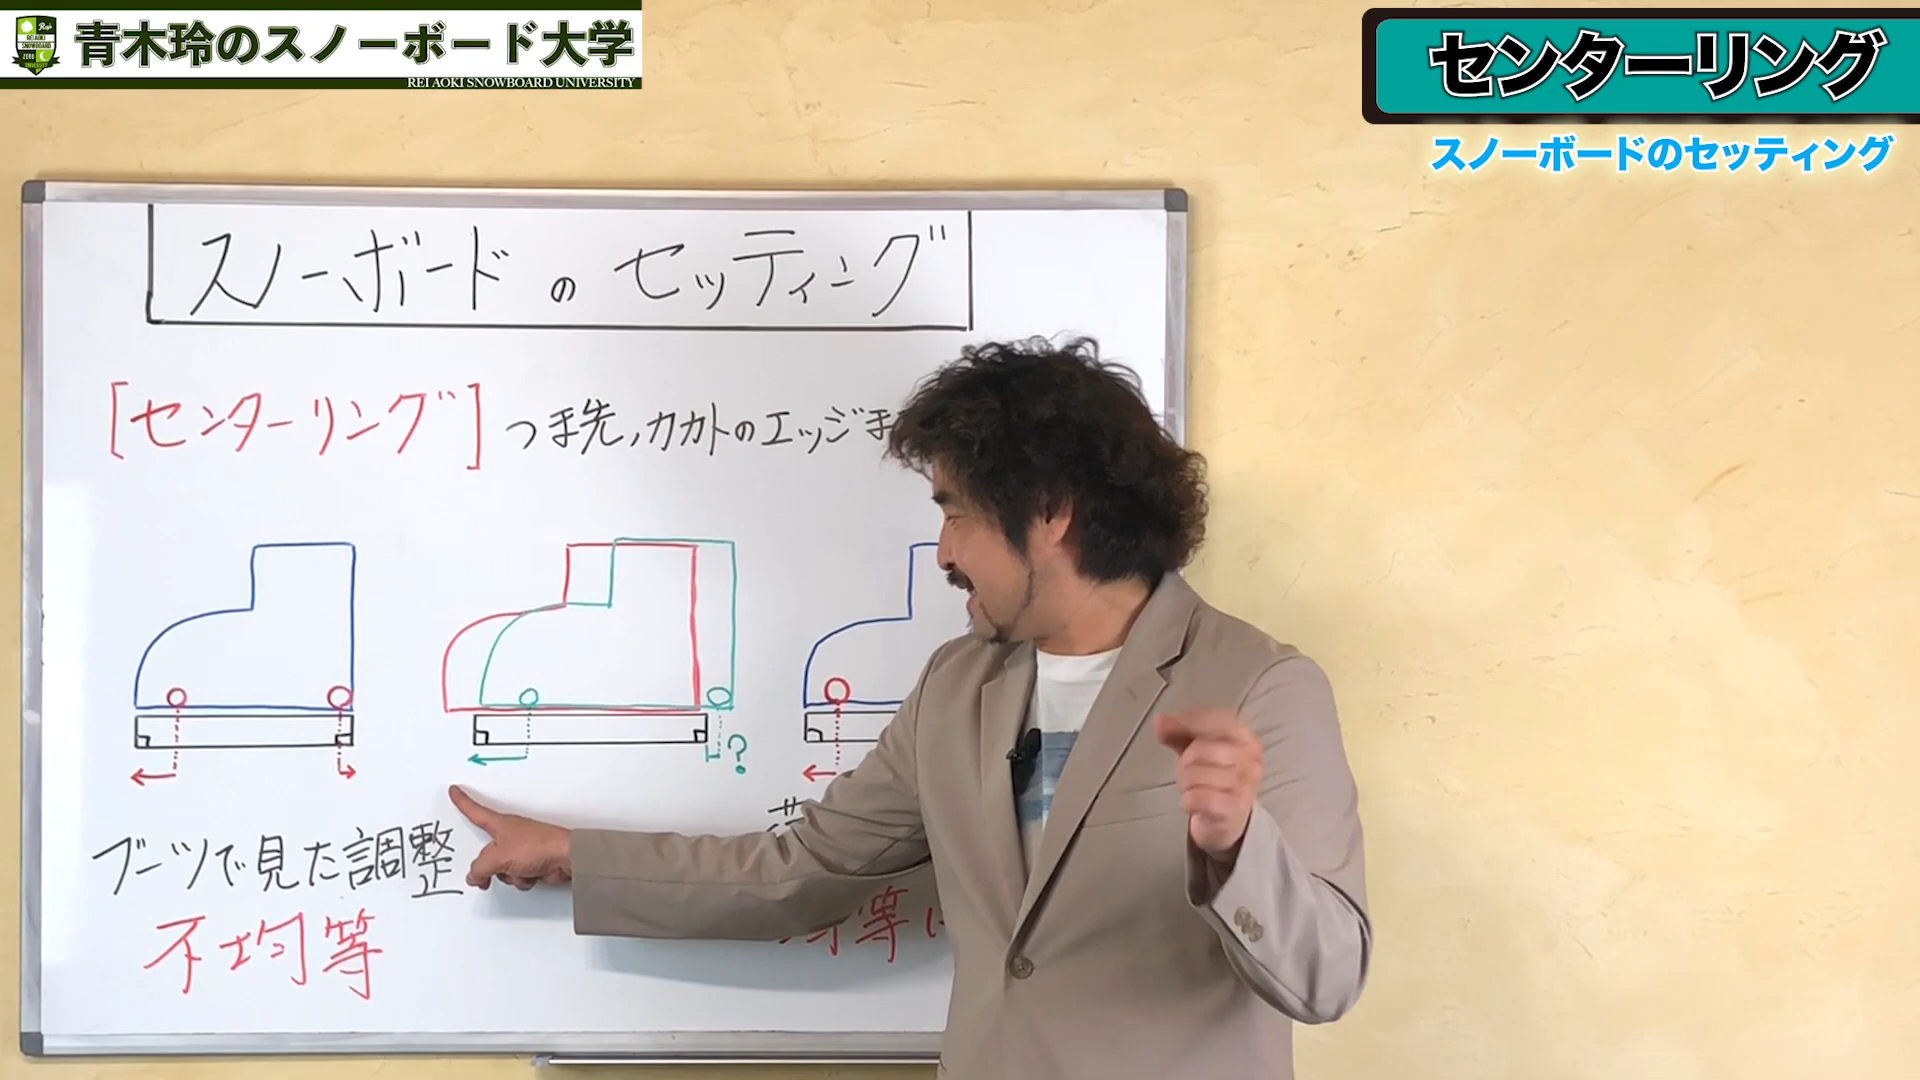 青木玲のスノーボード大学
REI AOKI SNOWBOARD UNIVERSITY
センターリング
スノーボードのセッティング
スノーボードのセッティング
[センターリング] つま先,カカトのエッジま
?
ブーツで見た調整
不均等
均等に